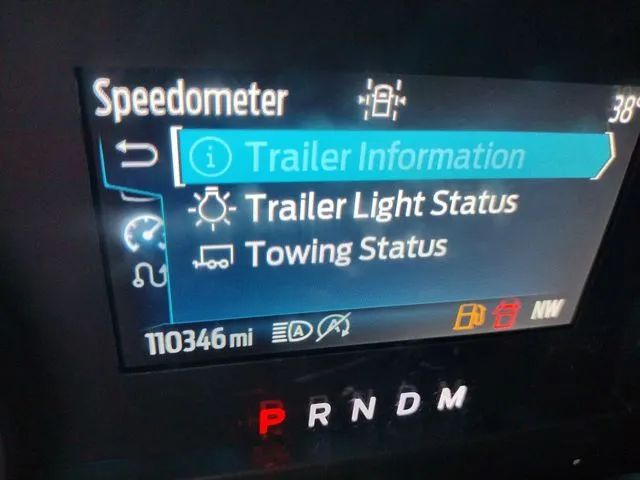 Speedometer 38°
Trailer Information
Trailer Light Status
Towing Status
110346 mi A A NW
P R N D M